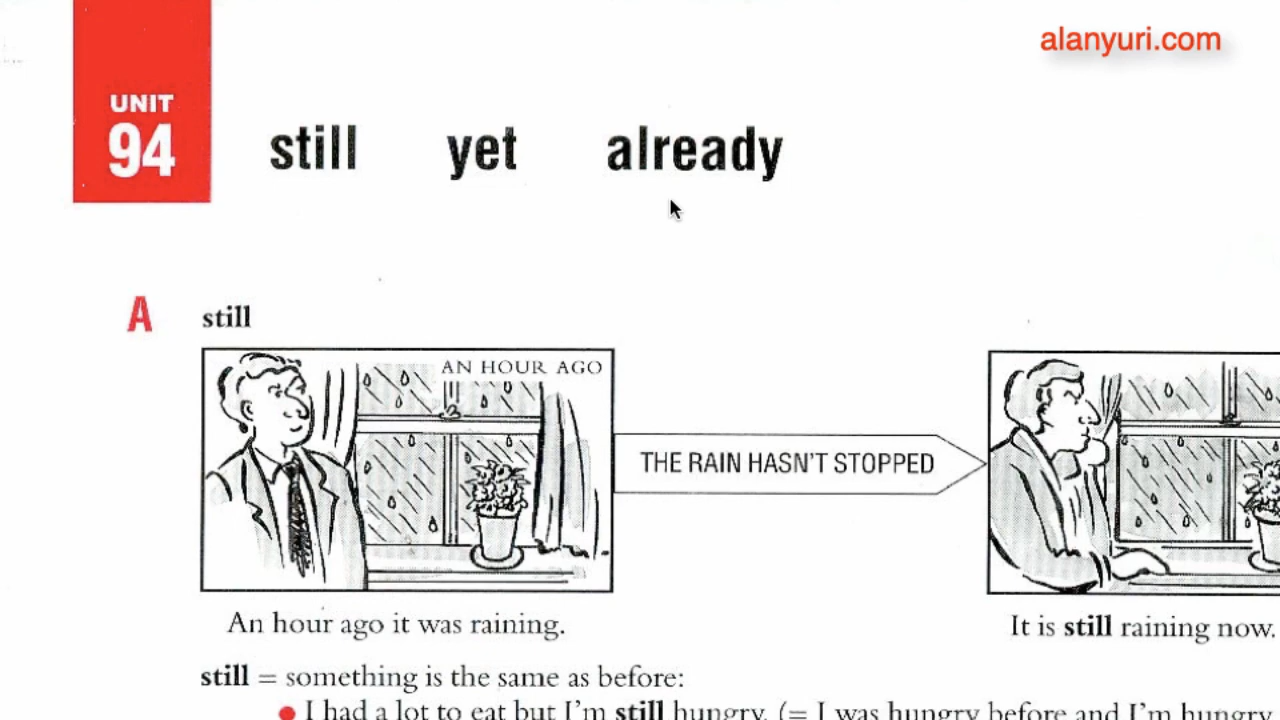 alanyuri.com
UNIT
94
still yet already
A
still
AN HOUR AGO
THE RAIN HASN'T STOPPED
An hour ago it was raining.
It is still raining now.
still = something is the same as before:
I had a lot to eat but I'm still hungry. (= I was hungry before and I'm hungry